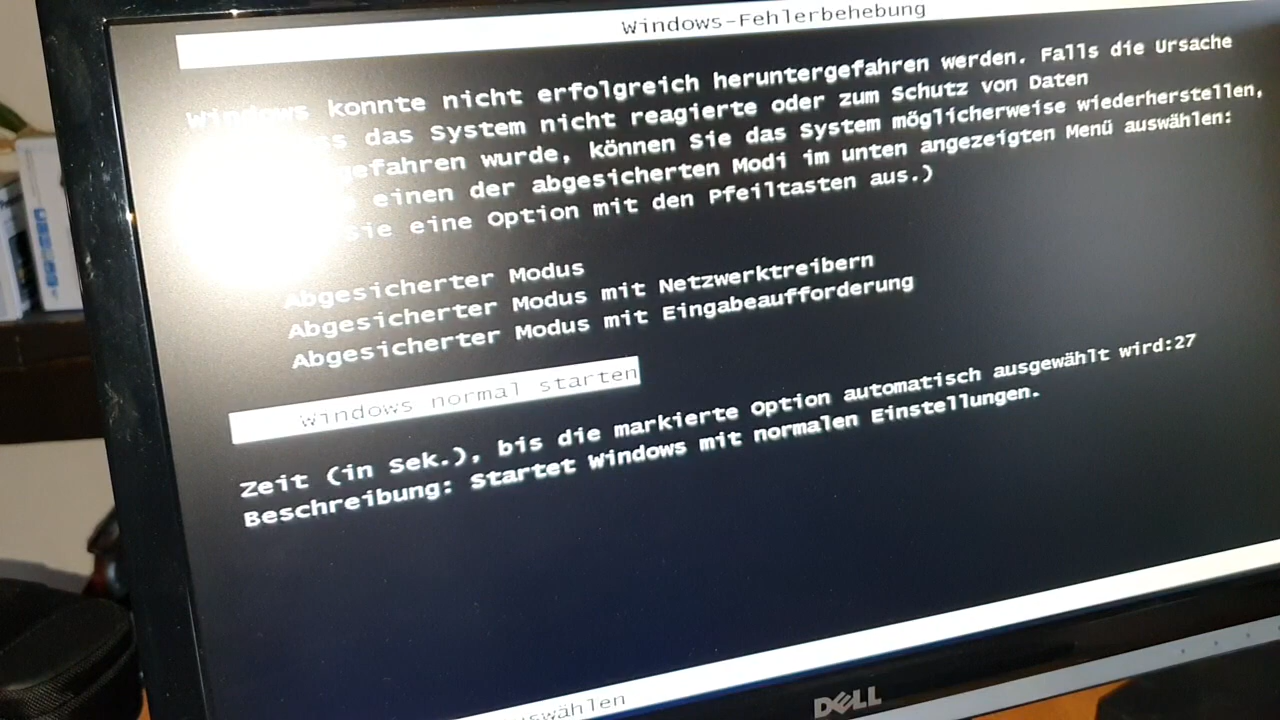 Windows-Fehlerbehebung
Windows konnte nicht erfolgreich heruntergefahren werden. Falls die Ursache
das System nicht reagierte oder zum Schutz von Daten
wurde, können Sie das System möglicherweise wiederherstellen,
einen der abgesicherten Modi im unten angezeigten Menü auswählen:
Sie eine Option mit den Pfeiltasten aus.)
Abgesicherter Modus
Abgesicherter Modus mit Netzwerktreibern
Abgesicherter Modus mit Eingabeaufforderung
Windows normal starten
Zeit (in sek.), bis die markierte Option automatisch ausgewählt wird:27
Beschreibung: Startet Windows mit normalen Einstellungen.
DELL